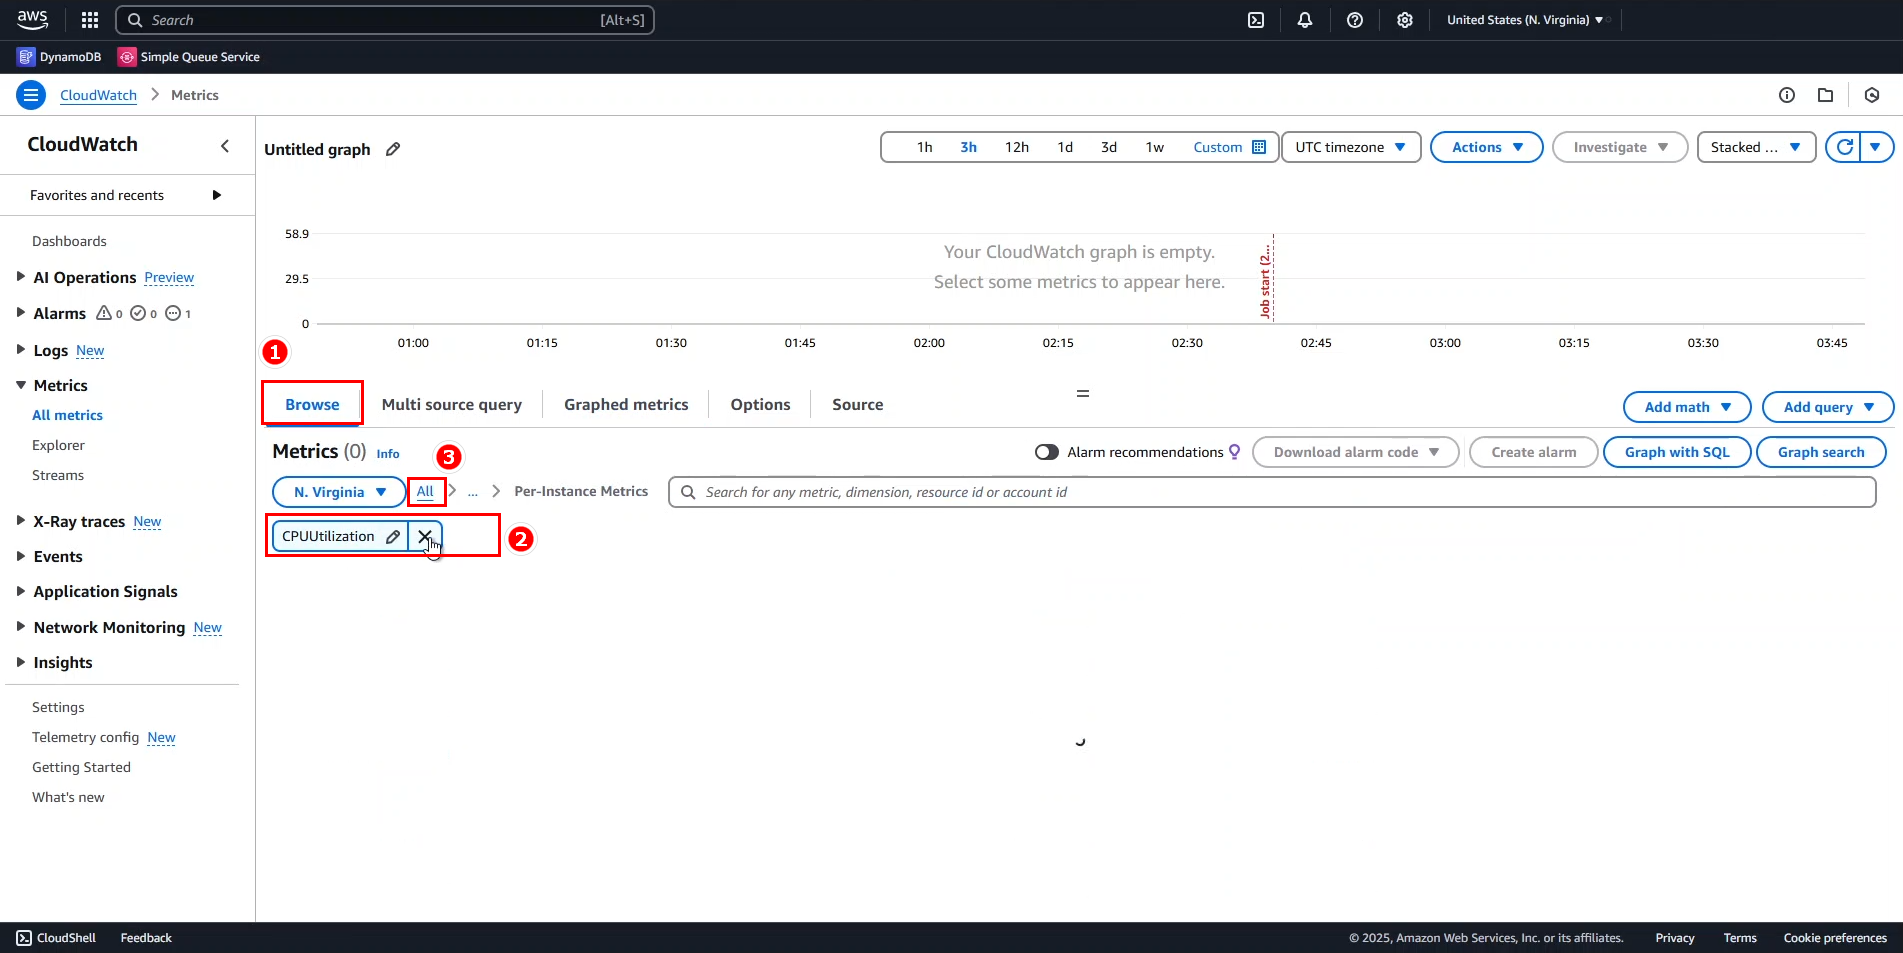 aws Search [Alt+S] United States (N. Virginia)
DynamoDB Simple Queue Service
CloudWatch > Metrics
CloudWatch
Favorites and recents
Dashboards
AI Operations Preview
Alarms 0 0 1
Logs New
Metrics
All metrics
Explorer
Streams
X-Ray traces New
Events
Application Signals
Network Monitoring New
Insights
Settings
Telemetry config New
Getting Started
What's new
Untitled graph
1h 3h 12h 1d 3d 1w Custom UTC timezone Actions Investigate Stacked ...
58.9
29.5
0
Your CloudWatch graph is empty.
Select some metrics to appear here.
Job start (2...
01:00 01:15 01:30 01:45 02:00 02:15 02:30 02:45 03:00 03:15 03:30 03:45
1
Browse Multi source query Graphed metrics Options Source
Add math Add query
Metrics (0) Info
3
Alarm recommendations Download alarm code Create alarm Graph with SQL Graph search
N. Virginia All > ... > Per-Instance Metrics Search for any metric, dimension, resource id or account id
CPUUtilization
2
CloudShell Feedback © 2025, Amazon Web Services, Inc. or its affiliates. Privacy Terms Cookie preferences